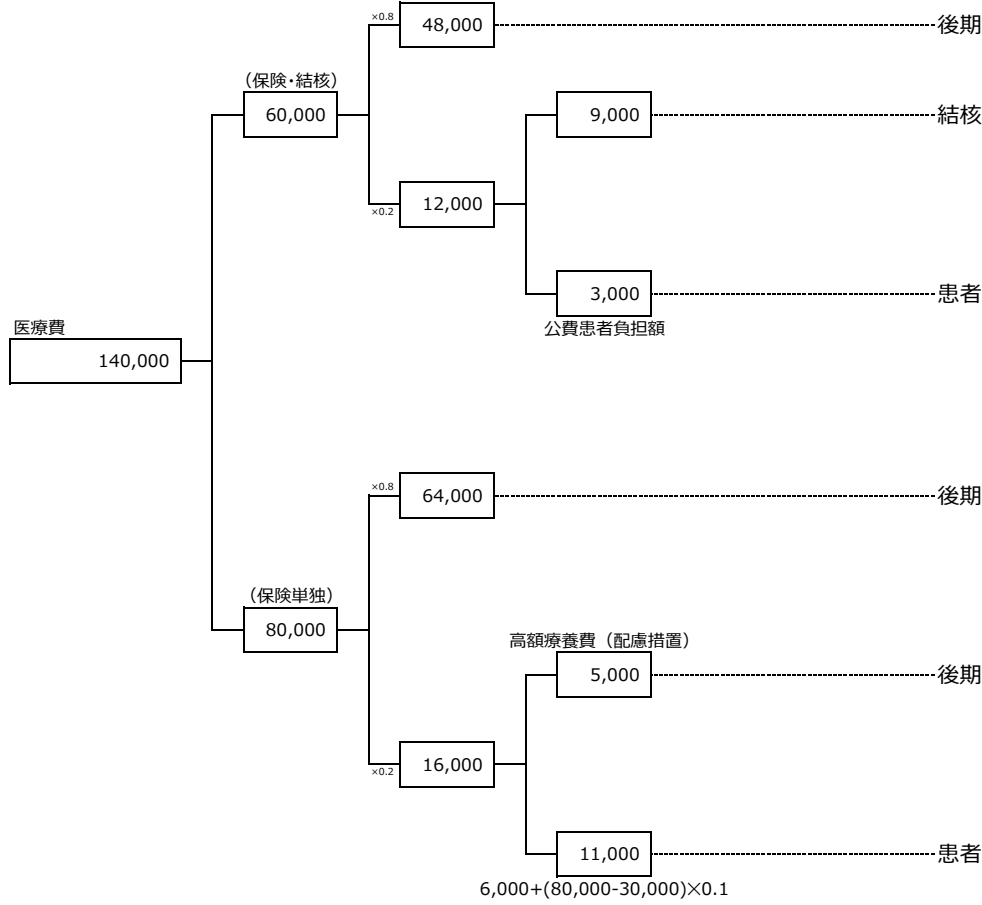 ×0.8
48,000
後期
（保険・結核）
60,000
9,000
結核
×0.2
12,000
3,000
患者
公費患者負担額
医療費
140,000
×0.8
64,000
後期
（保険単独）
80,000
高額療養費（配慮措置）
5,000
後期
×0.2
16,000
11,000
患者
6,000+(80,000-30,000)×0.1